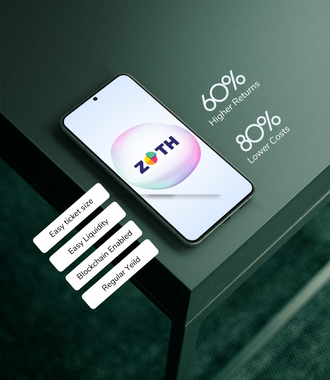 60%
Higher Returns
80%
Lower Costs
ZOTH
Easy ticket size
Easy Liquidity
Blockchain Enabled
Regular Yeild